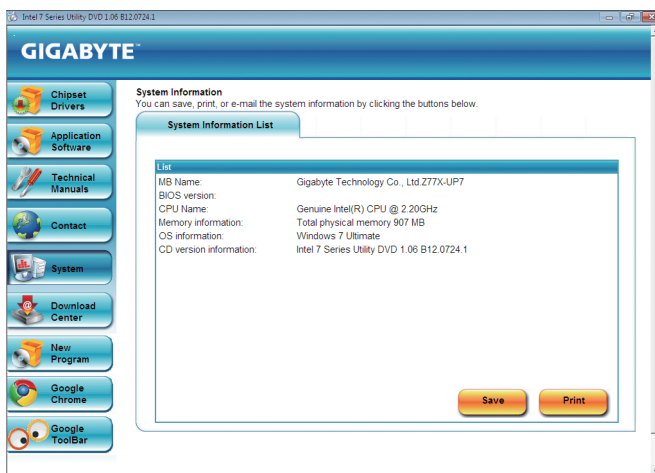 Intel 7 Series Utility DVD 1.06 B12.0724.1
GIGABYTE™
Chipset
Drivers
Application
Software
Technical
Manuals
Contact
System
Download
Center
New
Program
Google
Chrome
Google
ToolBar
System Information
You can save, print, or e-mail the system information by clicking the buttons below.
System Information List
List
MB Name: Gigabyte Technology Co., Ltd.Z77X-UP7
BIOS version:
CPU Name: Genuine Intel(R) CPU @ 2.20GHz
Memory information: Total physical memory 907 MB
OS information: Windows 7 Ultimate
CD version information: Intel 7 Series Utility DVD 1.06 B12.0724.1
Save Print